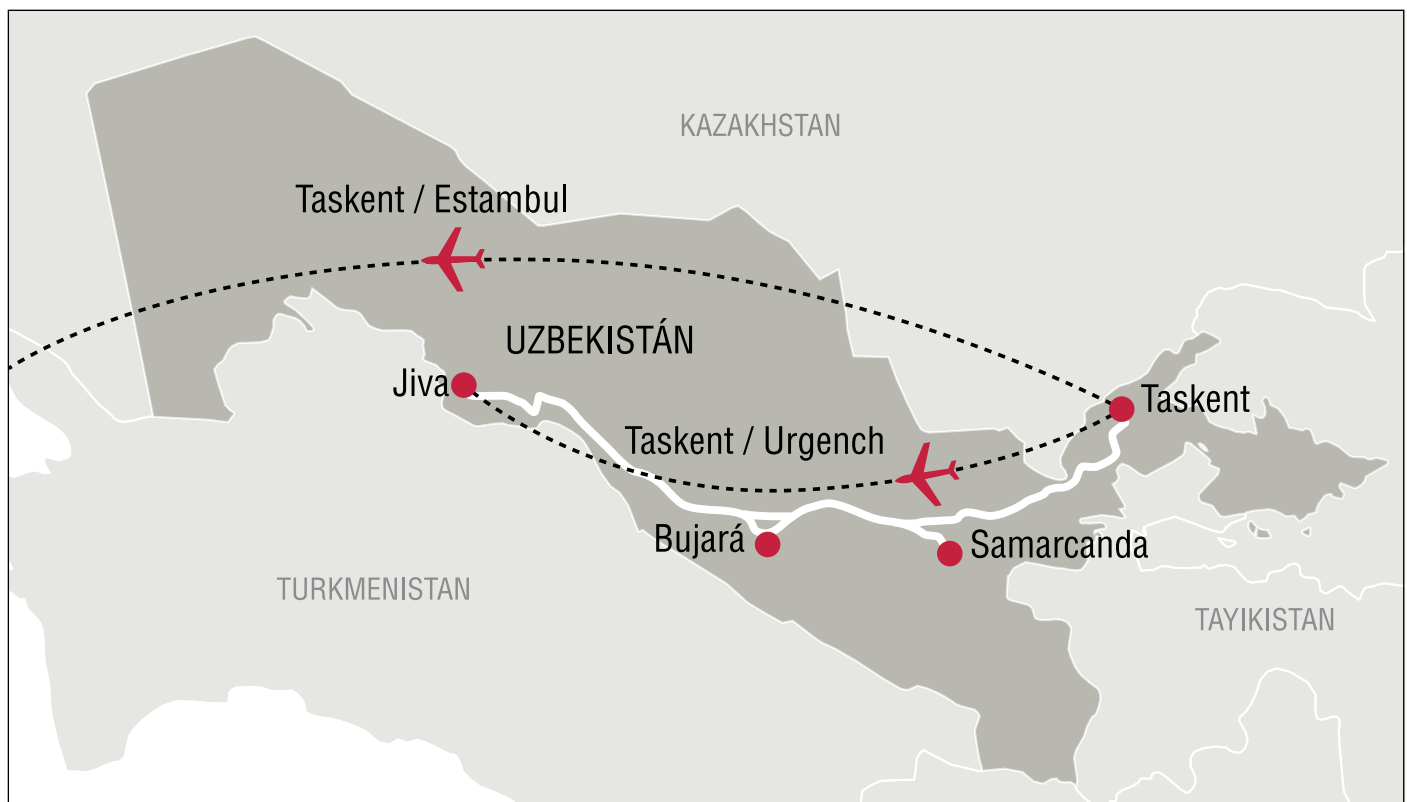 KAZAKHSTAN
Taskent / Estambul
UZBEKISTÁN
Jiva
Taskent
Taskent / Urgench
Bujará
Samarcanda
TURKMENISTAN
TAYIKISTAN